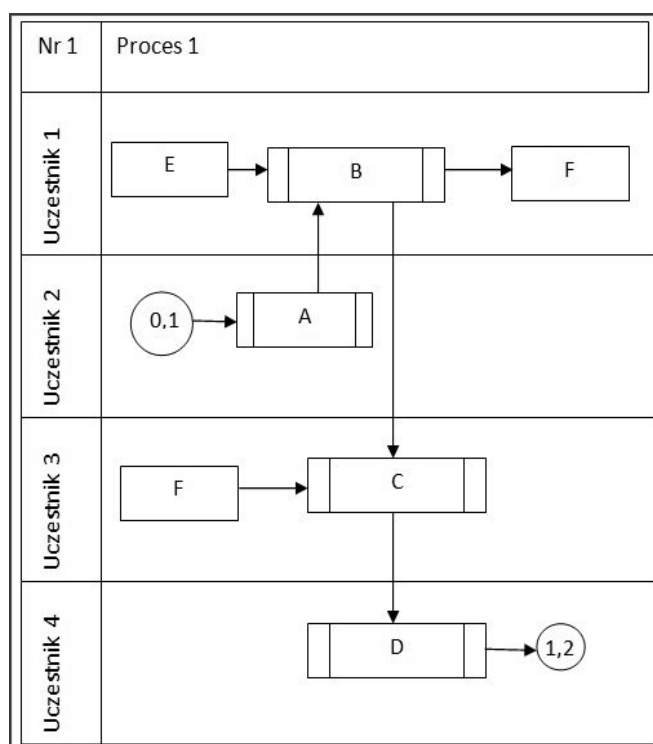 Nr 1
Proces 1
Uczestnik 1
E
B
F
Uczestnik 2
0,1
A
Uczestnik 3
F
C
Uczestnik 4
D
1,2